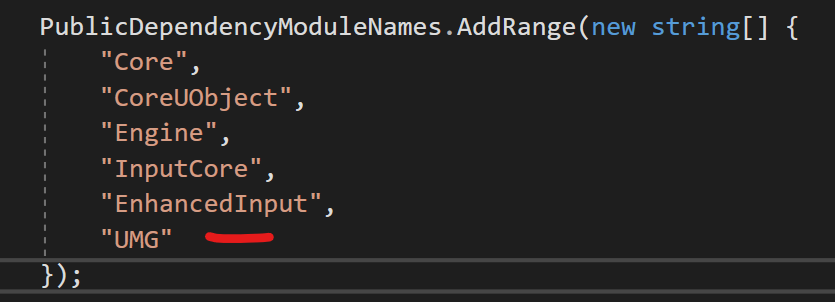 PublicDependencyModuleNames.AddRange(new string[] {
"Core",
"CoreUObject",
"Engine",
"InputCore",
"EnhancedInput",
"UMG"
});